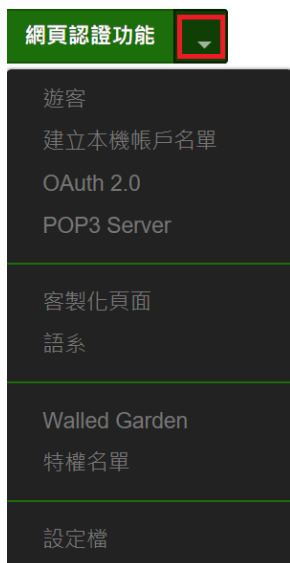 網頁認證功能
遊客
建立本機帳戶名單
OAuth 2.0
POP3 Server
客製化頁面
語系
Walled Garden
特權名單
設定檔